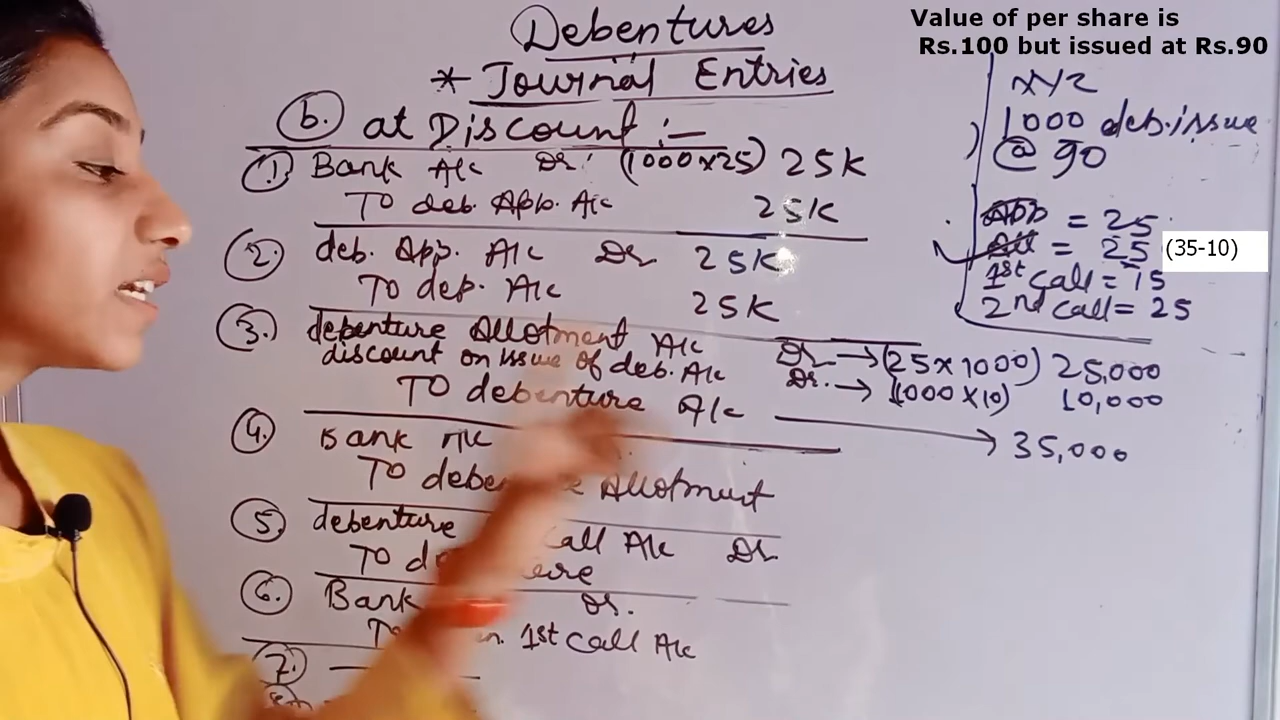 Debentures
* Journal Entries
b. at Discount :-
1. Bank A/c Dr. (1000x25) 25K
To deb. App. A/c 25K
2. deb. App. A/c Dr 25K
To deb. A/c 25K
3. debenture Allotment A/c Dr → (25x1000) 25,000
discount on issue of deb. A/c Dr. → (1000x10) 10,000
To debenture A/c → 35,000
4. Bank A/c
To Allotment
5. debenture Call A/c Dr
To
6. Bank Dr.
1st Call A/c
7.
Value of per share is
Rs.100 but issued at Rs.90
XYZ
1000 deb.issue
@ 90
App = 25
All = 25 (35-10)
1st call = 15
2nd call = 25